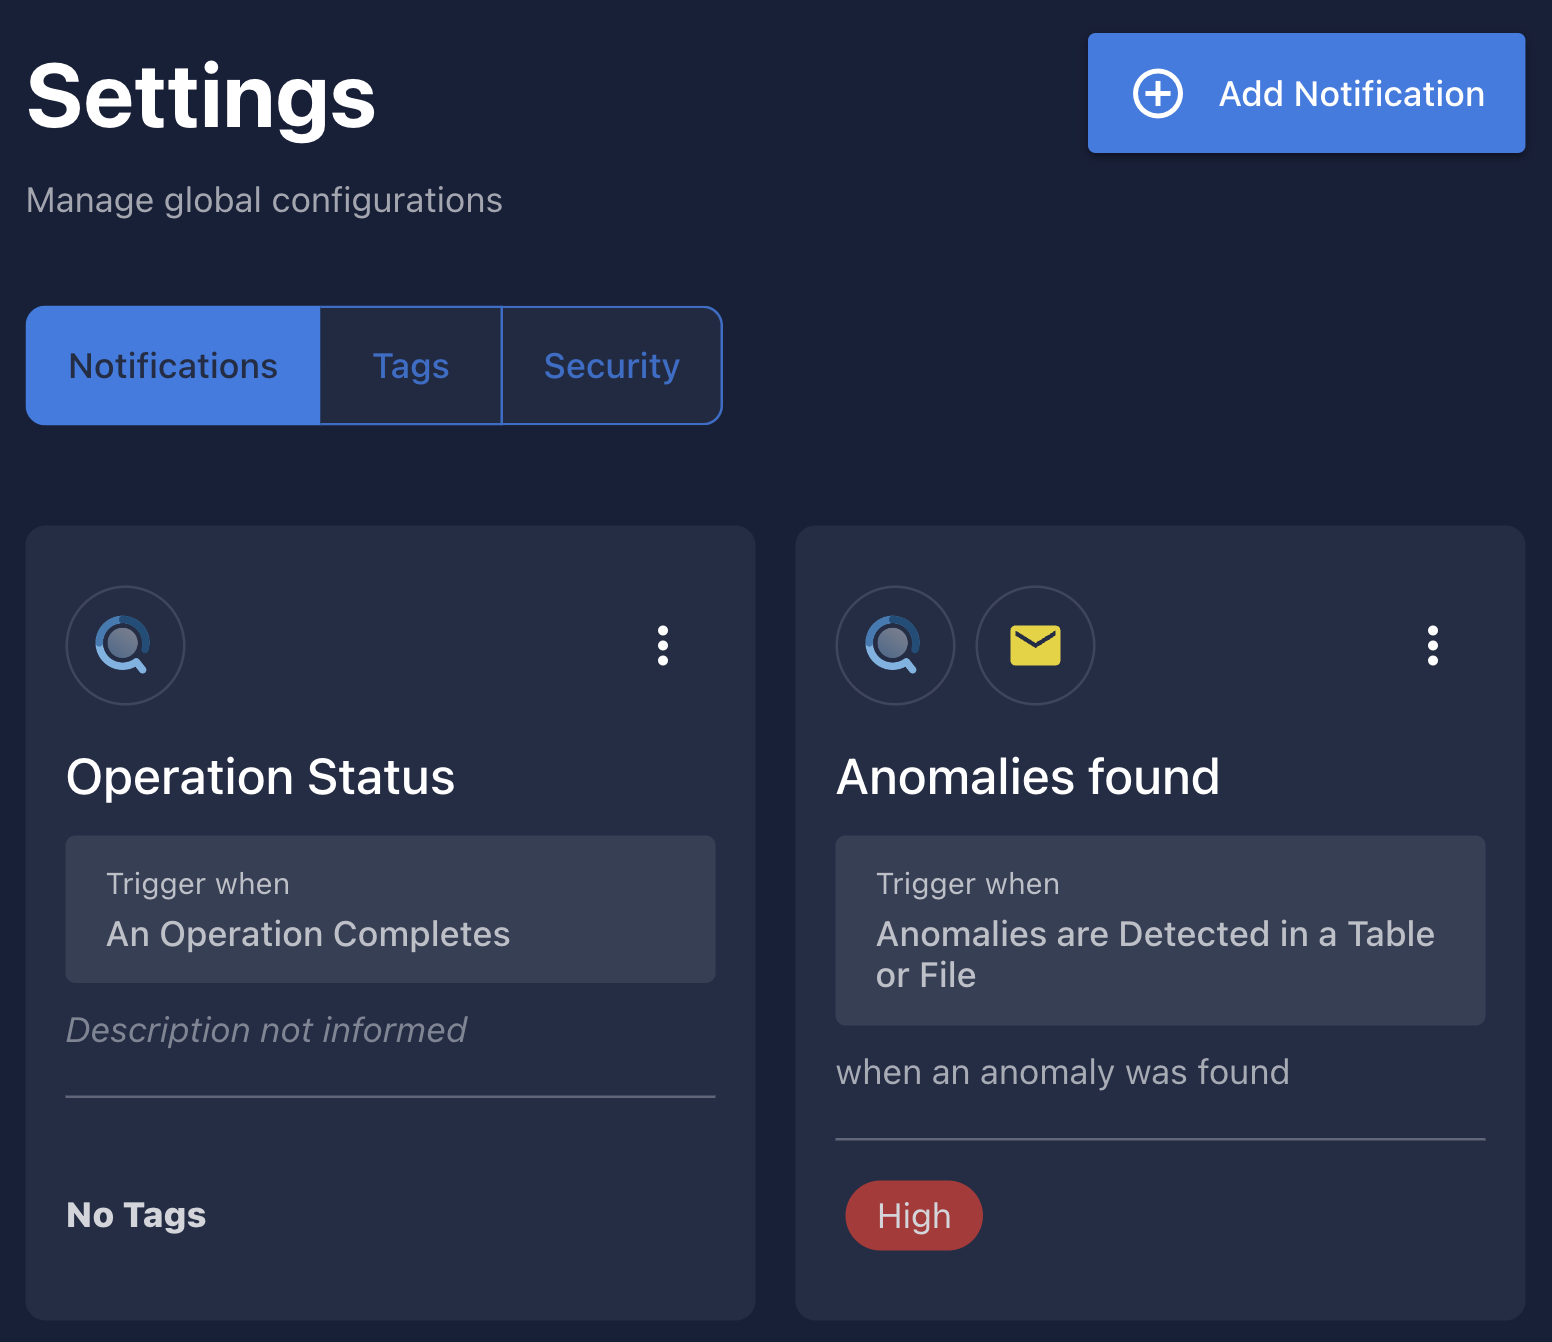 Settings
Add Notification
Manage global configurations
Notifications
Tags
Security
Operation Status
Trigger when
An Operation Completes
Description not informed
No Tags
Anomalies found
Trigger when
Anomalies are Detected in a Table
or File
when an anomaly was found
High